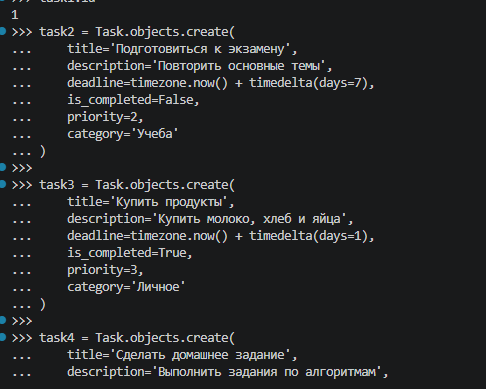 1
>>> task2 = Task.objects.create(
...     title='Подготовиться к экзамену',
...     description='Повторить основные темы',
...     deadline=timezone.now() + timedelta(days=7),
...     is_completed=False,
...     priority=2,
...     category='Учеба'
... )
>>>
>>> task3 = Task.objects.create(
...     title='Купить продукты',
...     description='Купить молоко, хлеб и яйца',
...     deadline=timezone.now() + timedelta(days=1),
...     is_completed=True,
...     priority=3,
...     category='Личное'
... )
>>>
>>> task4 = Task.objects.create(
...     title='Сделать домашнее задание',
...     description='Выполнить задания по алгоритмам',